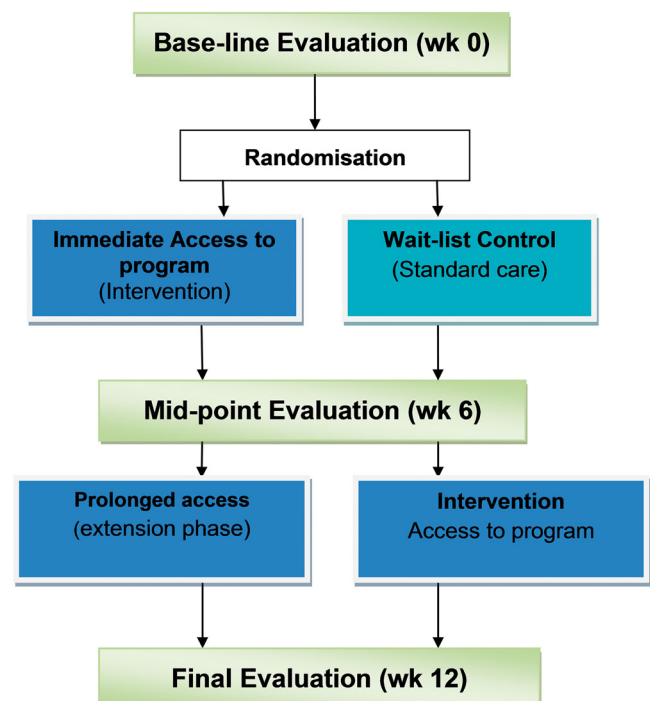 Base-line Evaluation (wk 0)
Randomisation
Immediate Access to
program
(Intervention)
Wait-list Control
(Standard care)
Mid-point Evaluation (wk 6)
Prolonged access
(extension phase)
Intervention
Access to program
Final Evaluation (wk 12)